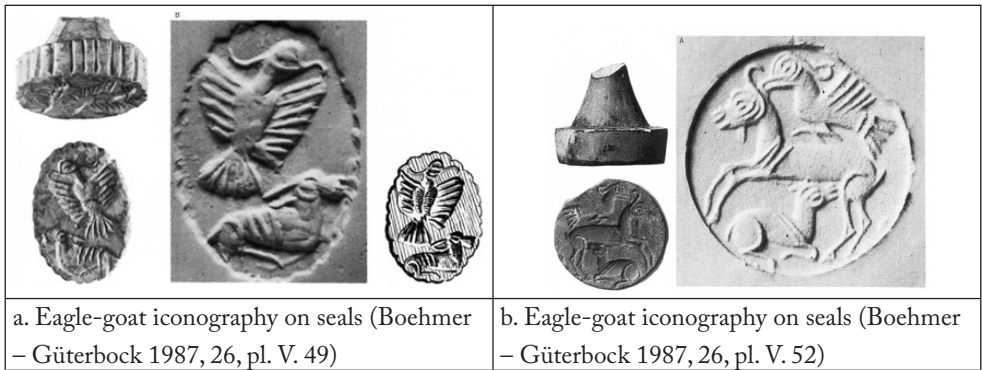 B
A
a. Eagle-goat iconography on seals (Boehmer
– Güterbock 1987, 26, pl. V. 49)
b. Eagle-goat iconography on seals (Boehmer
– Güterbock 1987, 26, pl. V. 52)